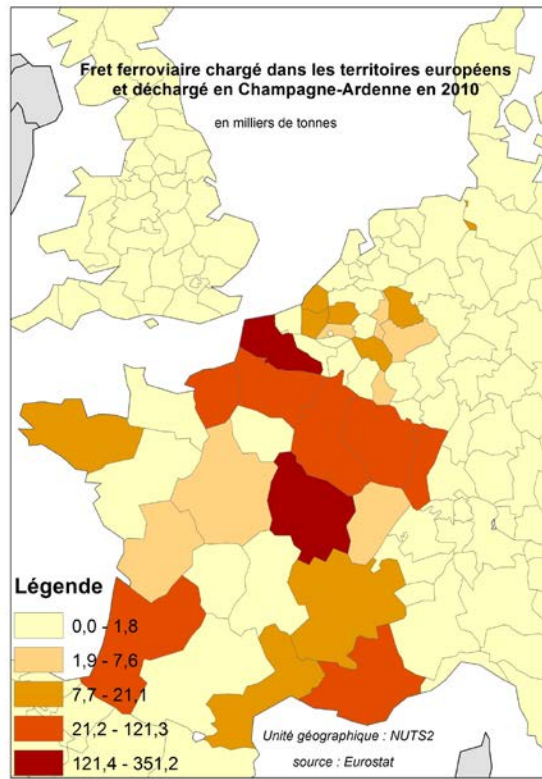 Fret ferroviaire chargé dans les territoires européens
et déchargé en Champagne-Ardenne en 2010
en milliers de tonnes
Légende
0,0 - 1,8
1,9 - 7,6
7,7 - 21,1
21,2 - 121,3
121,4 - 351,2
Unité géographique : NUTS2
source : Eurostat